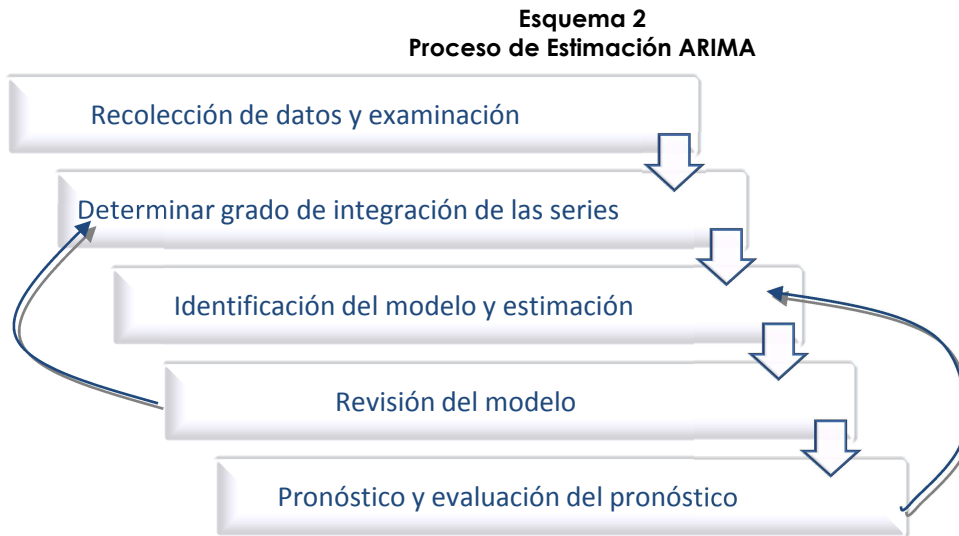 Esquema 2
Proceso de Estimación ARIMA
Recolección de datos y examinación
Determinar grado de integración de las series
Identificación del modelo y estimación
Revisión del modelo
Pronóstico y evaluación del pronóstico